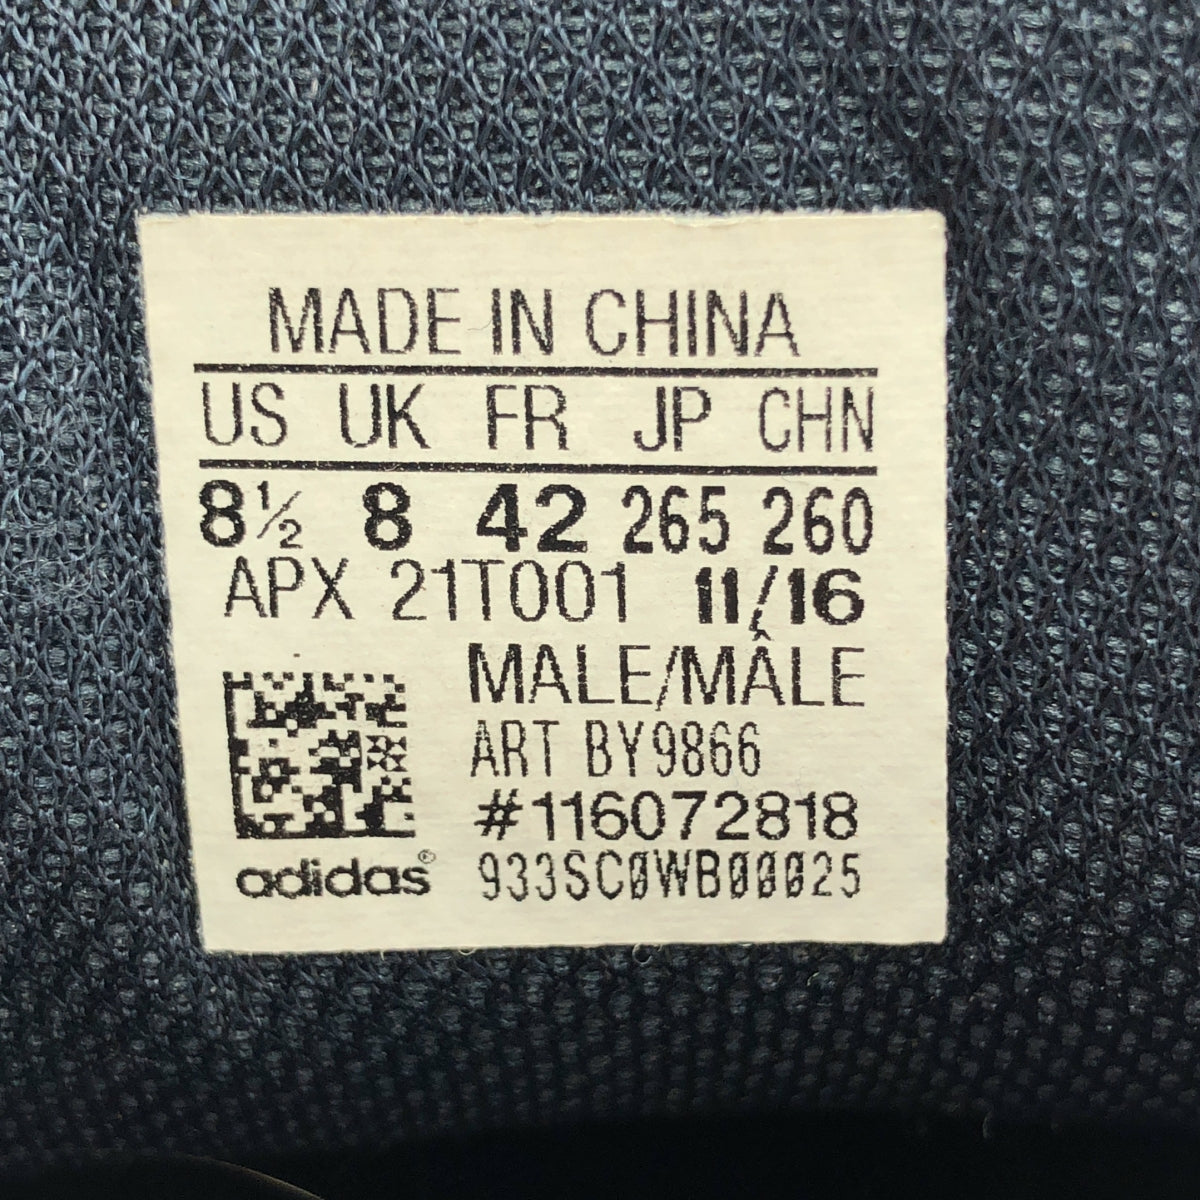 MADE IN CHINA
US UK FR JP CHN
8½ 8 42 265 260
APX 21T001 11/16
MALE/MÂLE
ART BY9866
#116072818
adidas® 933SC0WB00025